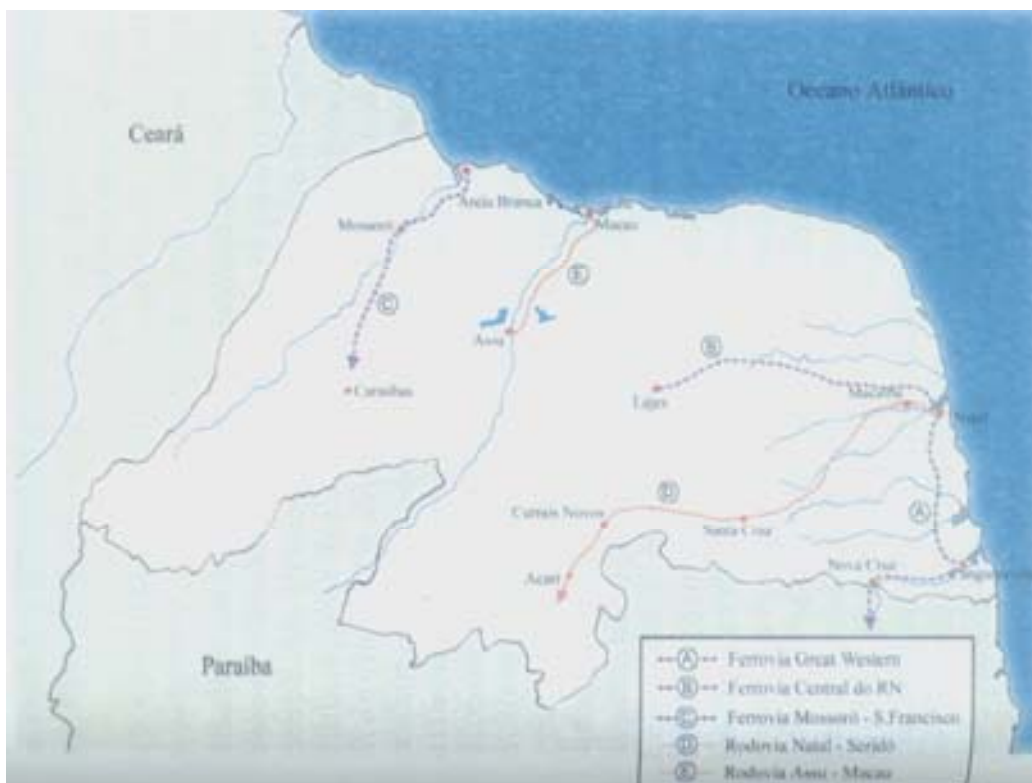 Oceano Atlântico
Ceará
Areia Branca
Mossoró
Macau
E
C
Assu
B
Caraúbas
Lajes
Macaíba
Natal
D
Currais Novos
Santa Cruz
A
Acari
Nova Cruz
Paraíba
A Ferrovia Great Western
B Ferrovia Central do RN
C Ferrovia Mossoró - S.Francisco
D Rodovia Natal - Seridó
E Rodovia Assu - Macau